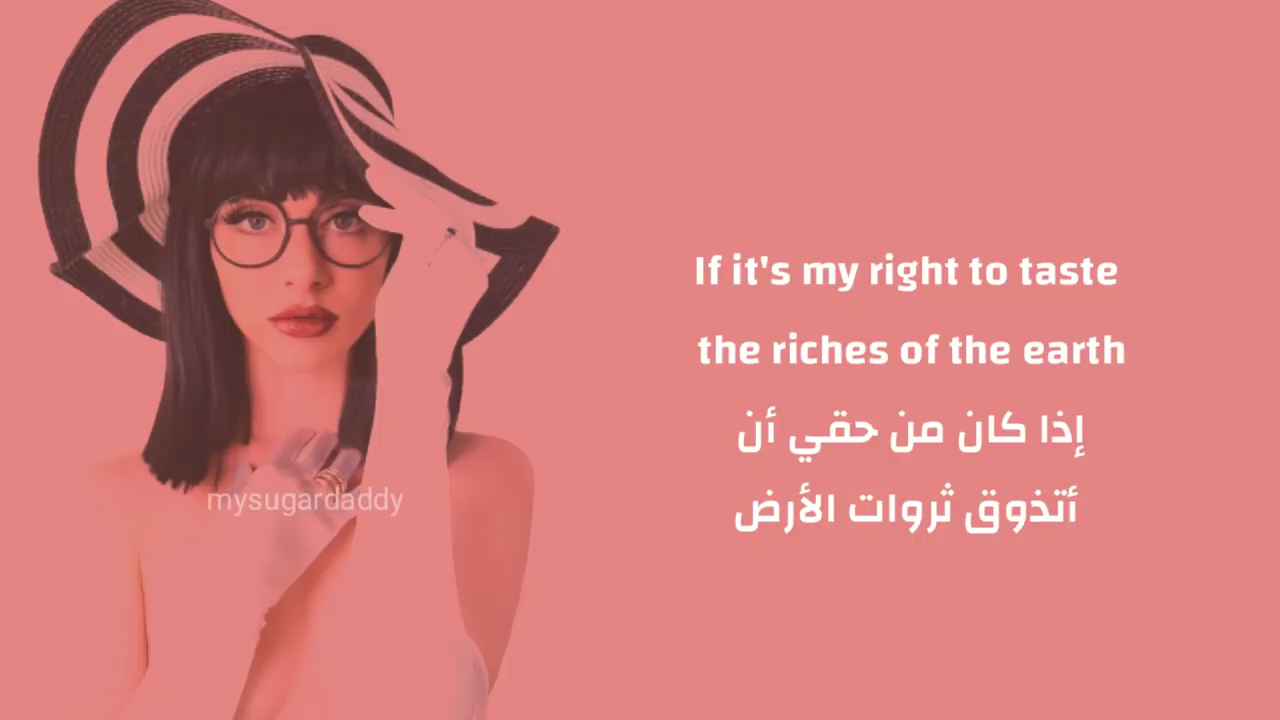 If it's my right to taste
the riches of the earth
إذا كان من حقي أن
أتذوق ثروات الأرض
mysugardaddy